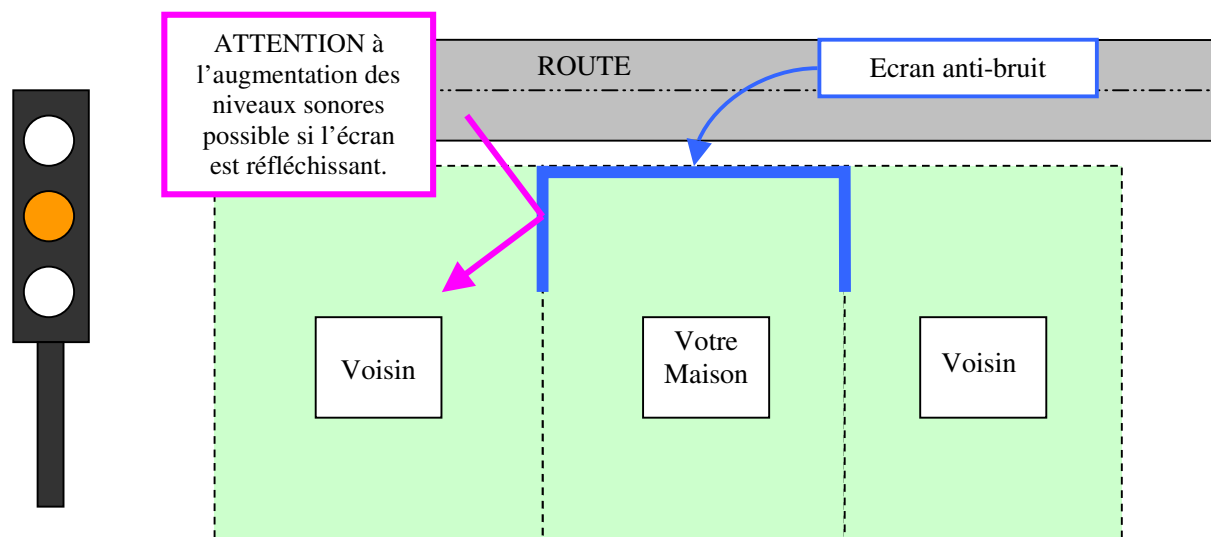 ATTENTION à
l’augmentation des
niveaux sonores
possible si l’écran
est réfléchissant.
ROUTE
Ecran anti-bruit
Voisin
Votre
Maison
Voisin